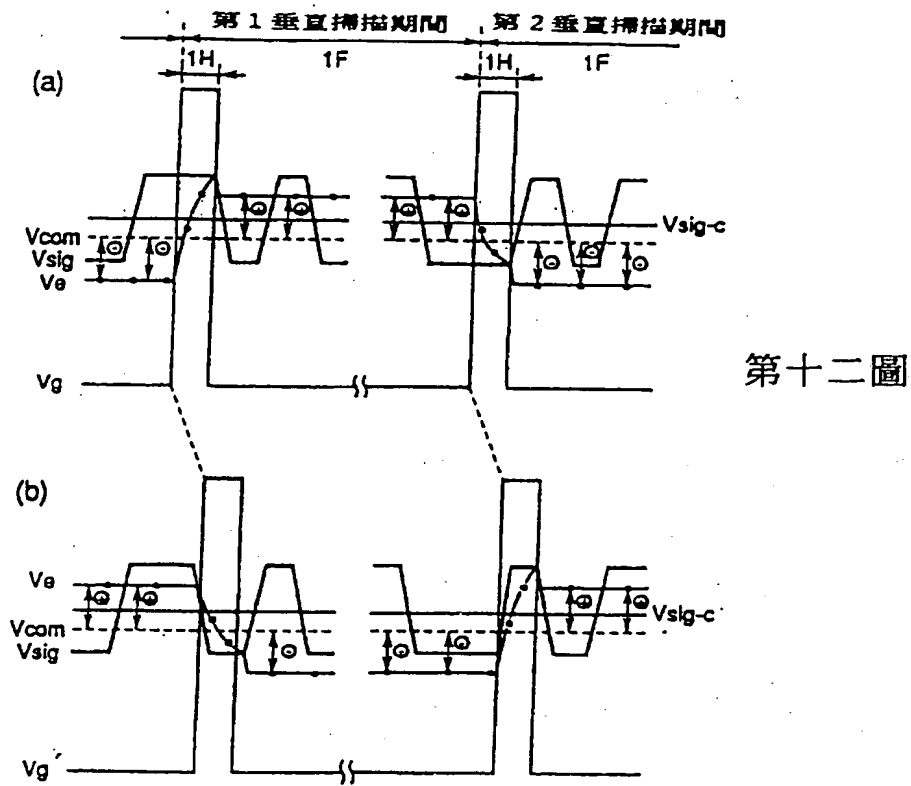 第1垂直掃描期間 第2垂直掃描期間
1H 1F 1H 1F
(a)
Vcom
Vsig
Ve
Vsig-c
Vg
第十二圖
(b)
Ve
Vcom
Vsig
Vsig-c
Vg'